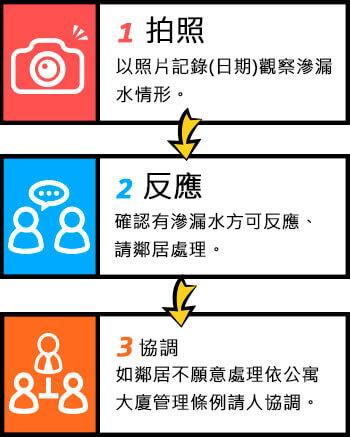 1 拍照
以照片記錄(日期)觀察滲漏
水情形。
2 反應
確認有滲漏水方可反應、
請鄰居處理。
3 協調
如鄰居不願意處理依公寓
大廈管理條例請人協調。